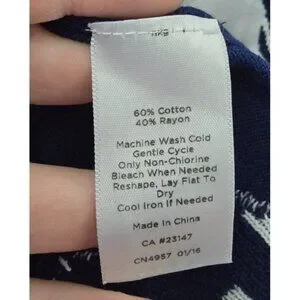 60% Cotton
40% Rayon
Machine Wash Cold
Gentle Cycle
Only Non-Chlorine
Bleach When Needed
Reshape, Lay Flat To
Dry
Cool Iron If Needed
Made In China
CA #23147
CN4957 01/16